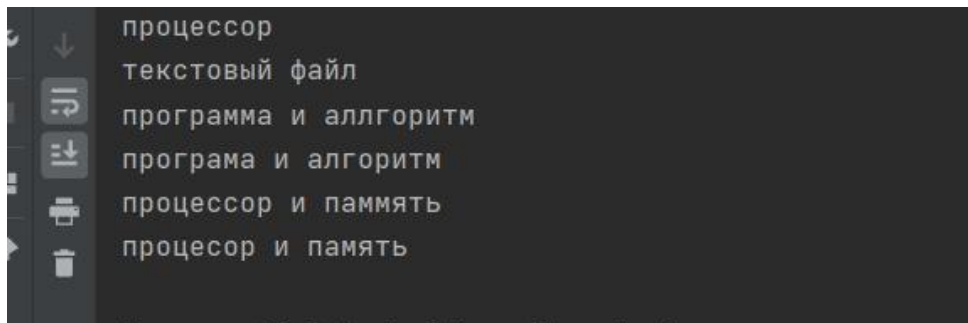 процессор
текстовый файл
программа и аллгоритм
програма и алгоритм
процессор и паммять
процесор и память